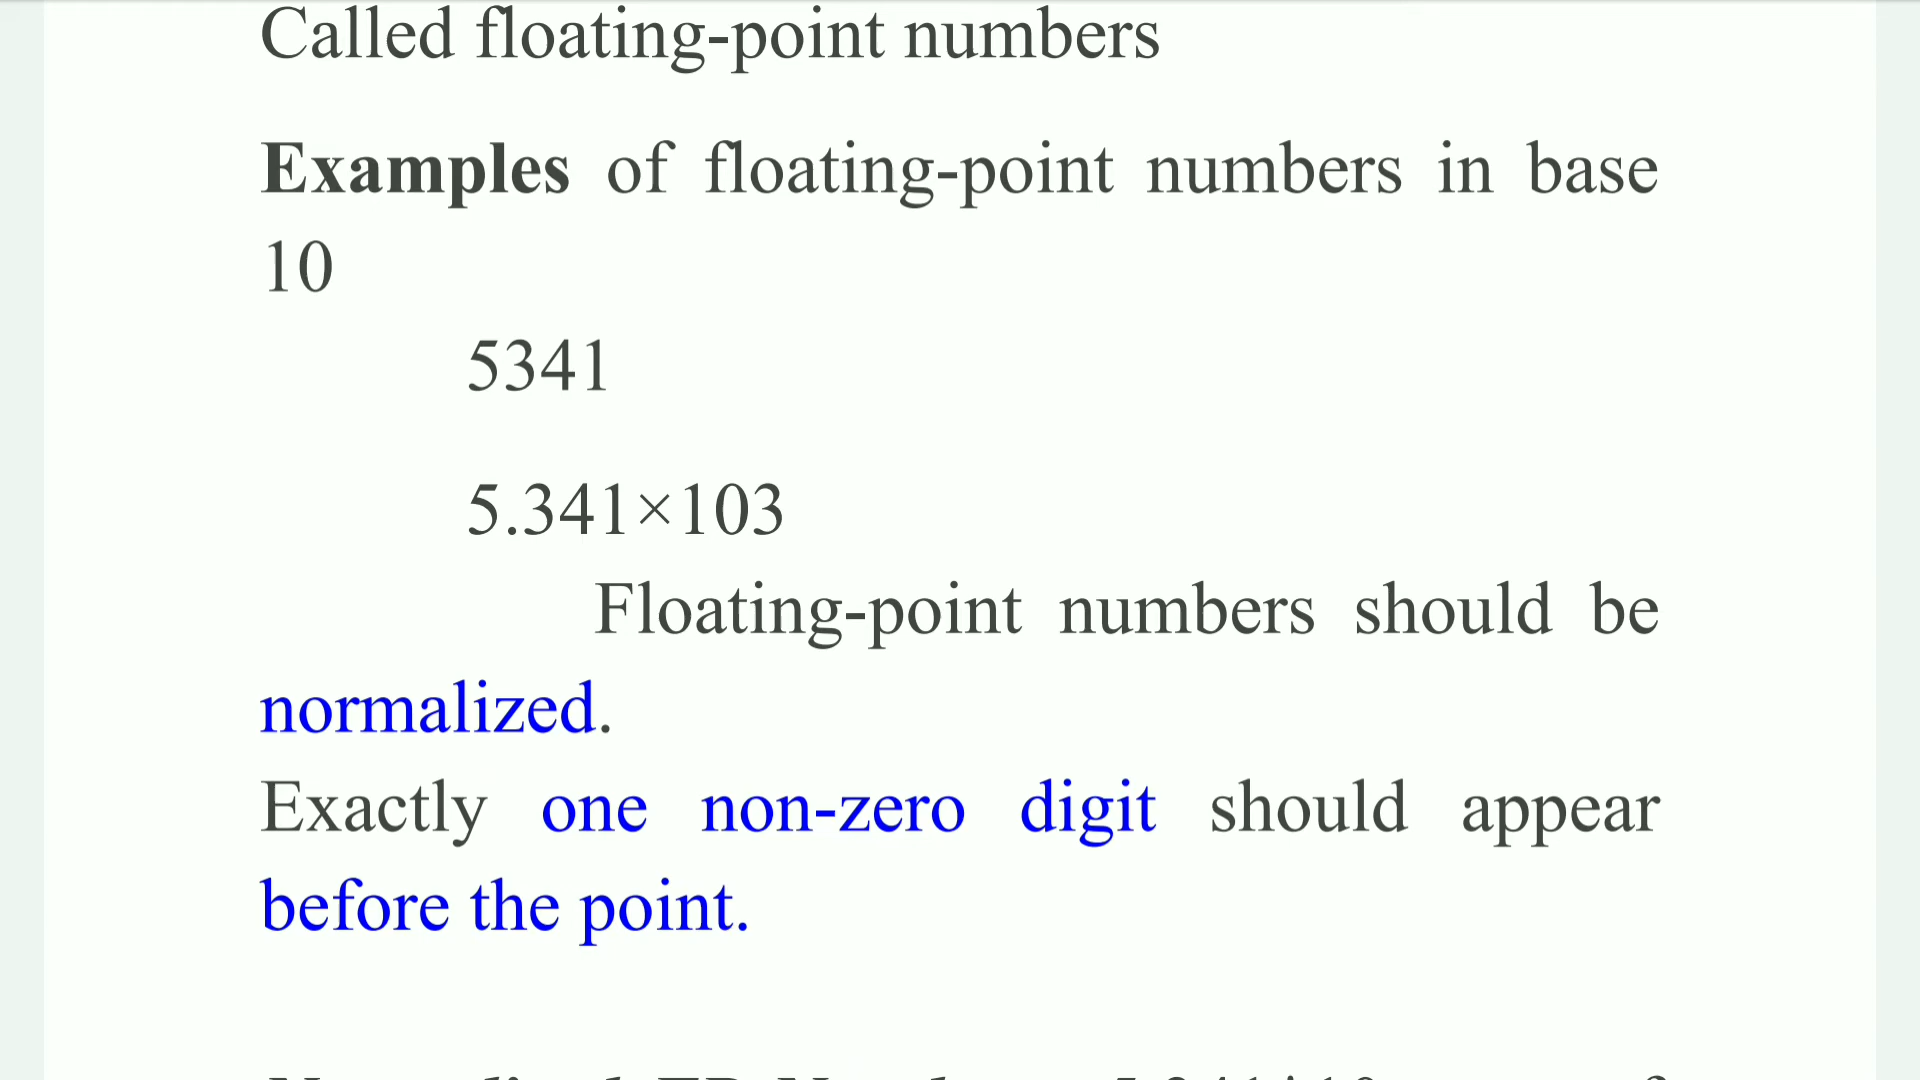 Called floating-point numbers
Examples of floating-point numbers in base
10
5341
5.341×103
Floating-point numbers should be
normalized.
Exactly one non-zero digit should appear
before the point.